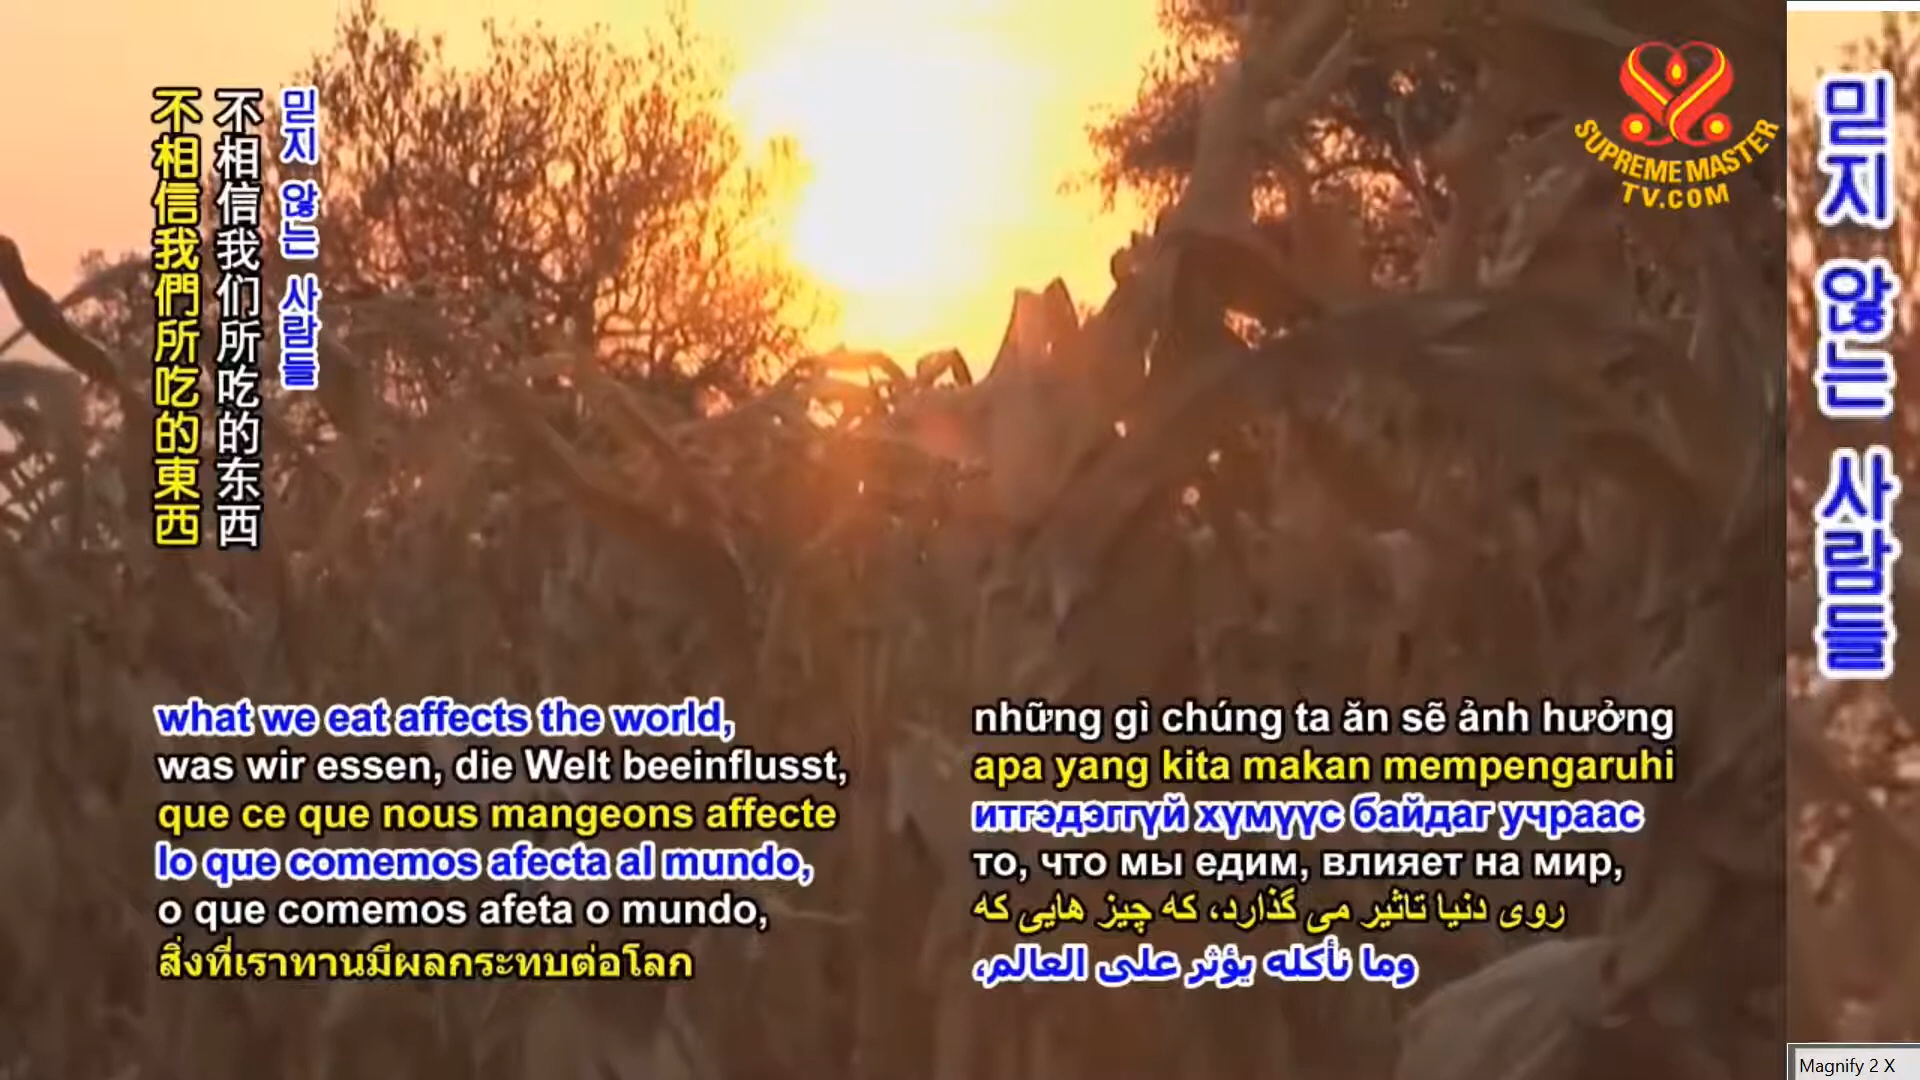 不相信我們所吃的東西
不相信我们所吃的东西
믿지 않는 사람들
SUPREME MASTER
TV.COM
믿지 않는 사람들
what we eat affects the world,
was wir essen, die Welt beeinflusst,
que ce que nous mangeons affecte
lo que comemos afecta al mundo,
o que comemos afeta o mundo,
สิ่งที่เราทานมีผลกระทบต่อโลก
những gì chúng ta ăn sẽ ảnh hưởng
apa yang kita makan mempengaruhi
итгэдэггүй хүмүүс байдаг учраас
то, что мы едим, влияет на мир,
روی دنیا تاثیر می گذارد، که چیز هایی که
وما نأكله يؤثر على العالم،
Magnify 2 X